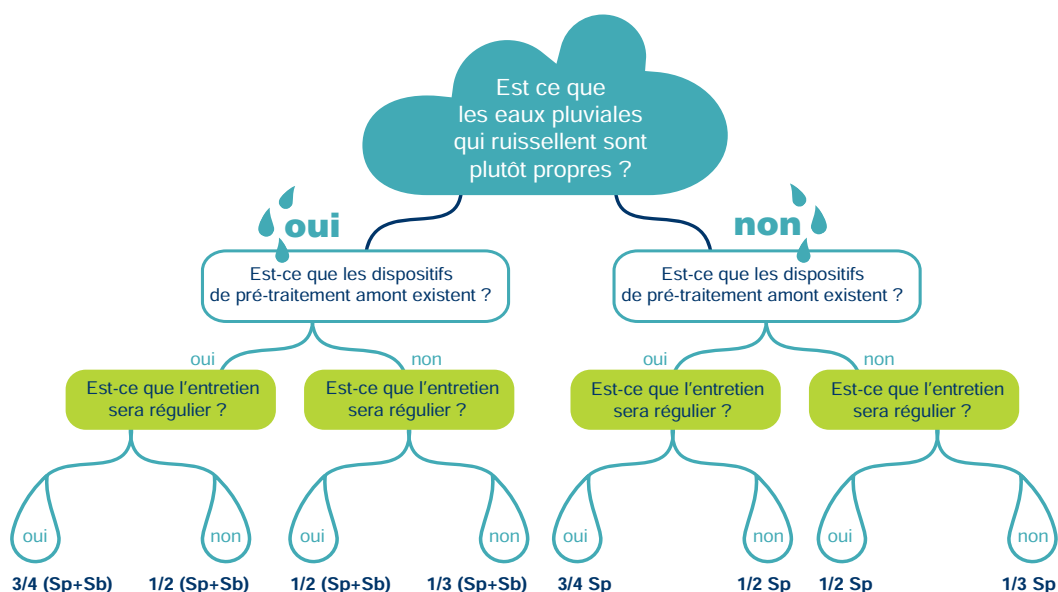 Est ce que
les eaux pluviales
qui ruissellent sont
plutôt propres ?
oui
non
Est-ce que les dispositifs
de pré-traitement amont existent ?
Est-ce que les dispositifs
de pré-traitement amont existent ?
oui
non
oui
non
Est-ce que l'entretien
sera régulier ?
Est-ce que l'entretien
sera régulier ?
Est-ce que l'entretien
sera régulier ?
Est-ce que l'entretien
sera régulier ?
oui
non
oui
non
oui
non
oui
non
3/4 (Sp+Sb)
1/2 (Sp+Sb)
1/2 (Sp+Sb)
1/3 (Sp+Sb)
3/4 Sp
1/2 Sp
1/2 Sp
1/3 Sp